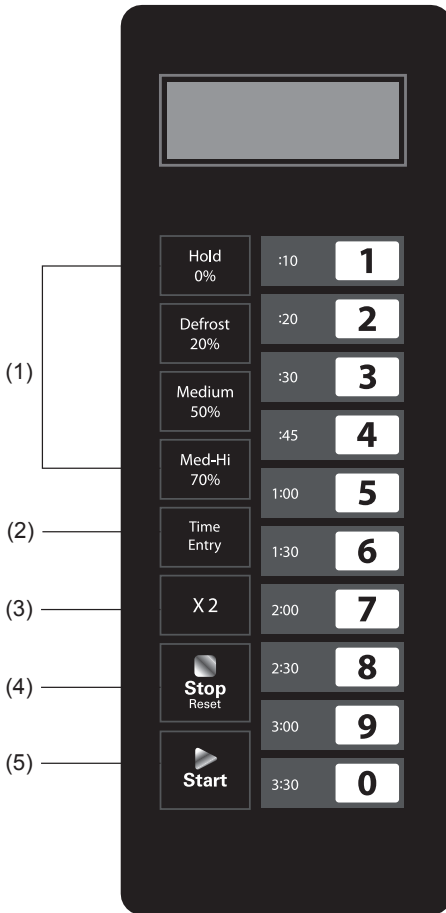 Hold
0%
:10 1
Defrost
20%
:20 2
(1)
Medium
50%
:30 3
:45 4
Med-Hi
70%
1:00 5
(2)
Time
Entry
1:30 6
(3)
X 2
2:00 7
(4)
Stop
Reset
2:30 8
3:00 9
(5)
Start
3:30 0